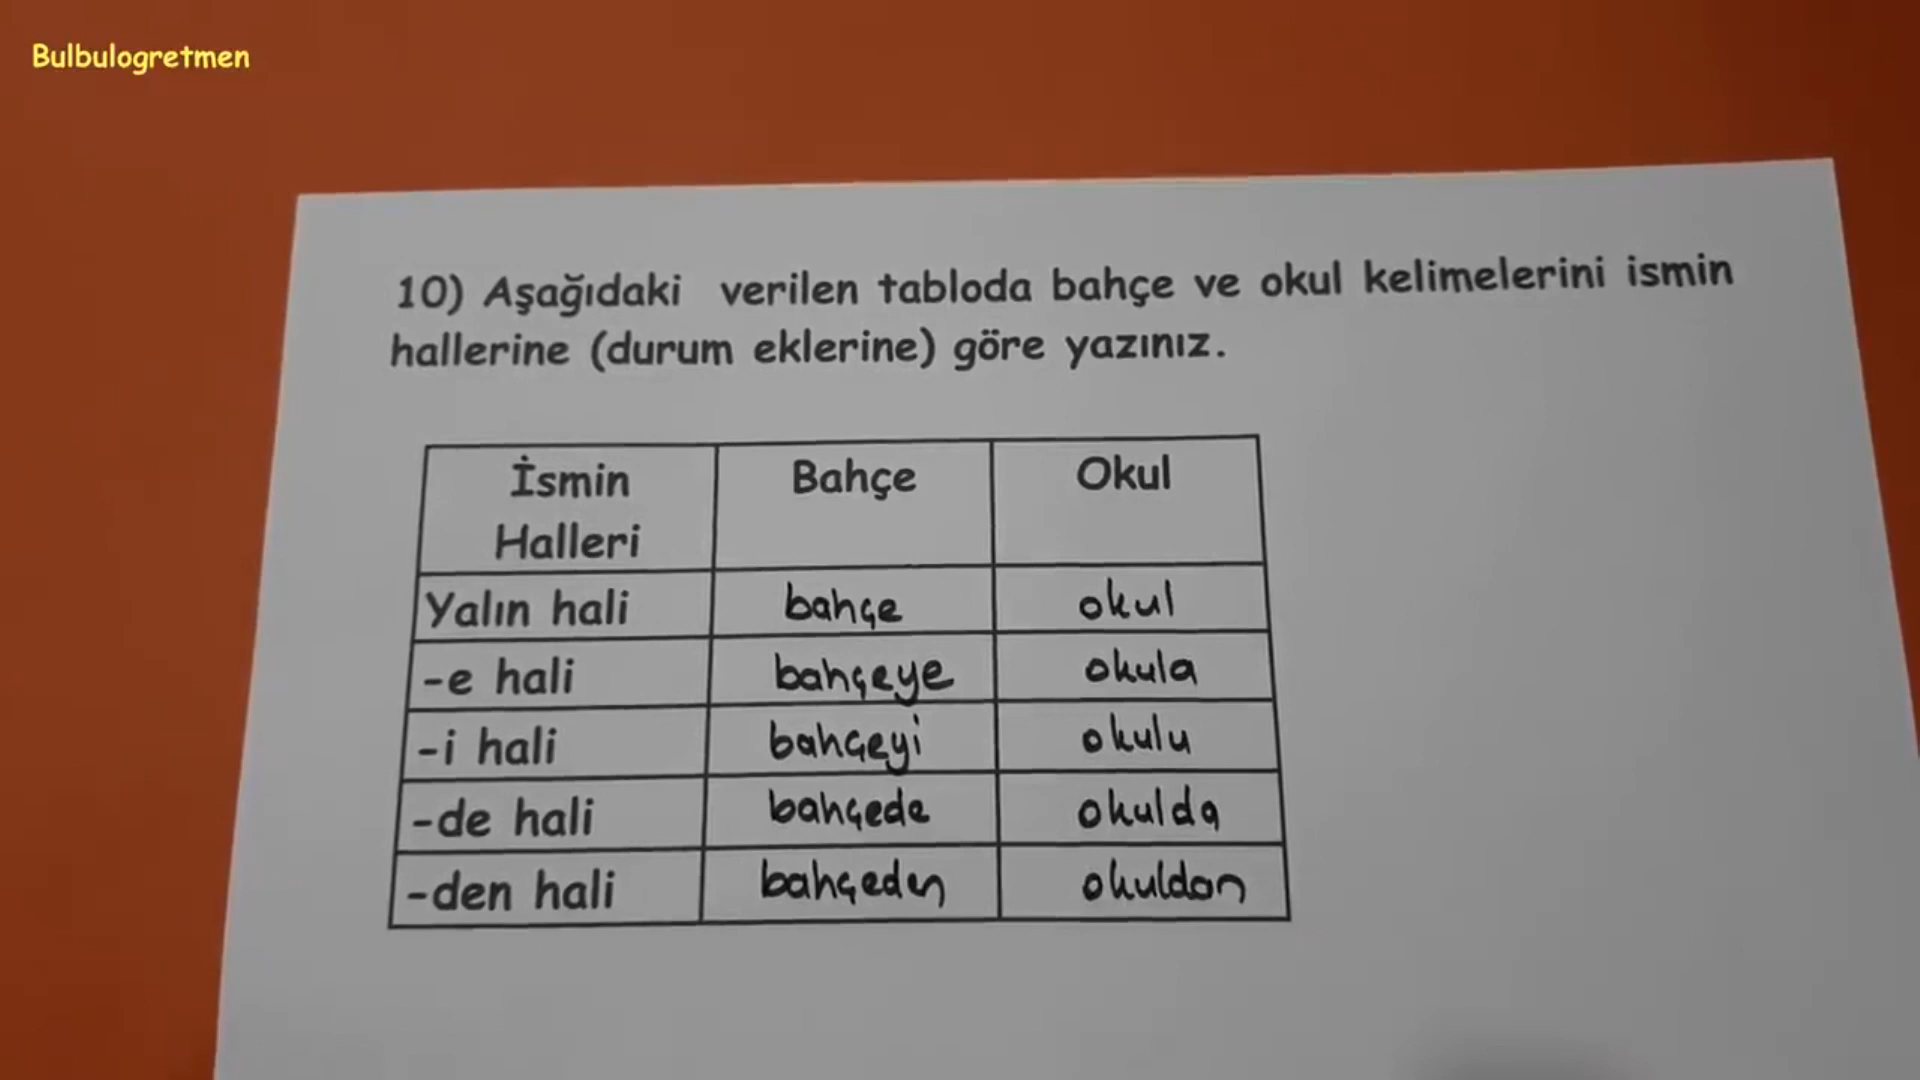 Bulbulogretmen
10) Aşağıdaki verilen tabloda bahçe ve okul kelimelerini ismin
hallerine (durum eklerine) göre yazınız.
İsmin Halleri Bahçe Okul
Yalın hali bahçe okul
-e hali bahçeye okula
-i hali bahçeyi okulu
-de hali bahçede okulda
-den hali bahçeden okuldan